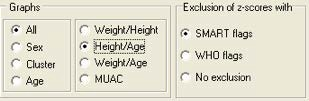 Graphs
All
Sex
Cluster
Age
Weight/Height
Height/Age
Weight/Age
MUAC
Exclusion of z-scores with
SMART flags
WHO flags
No exclusion